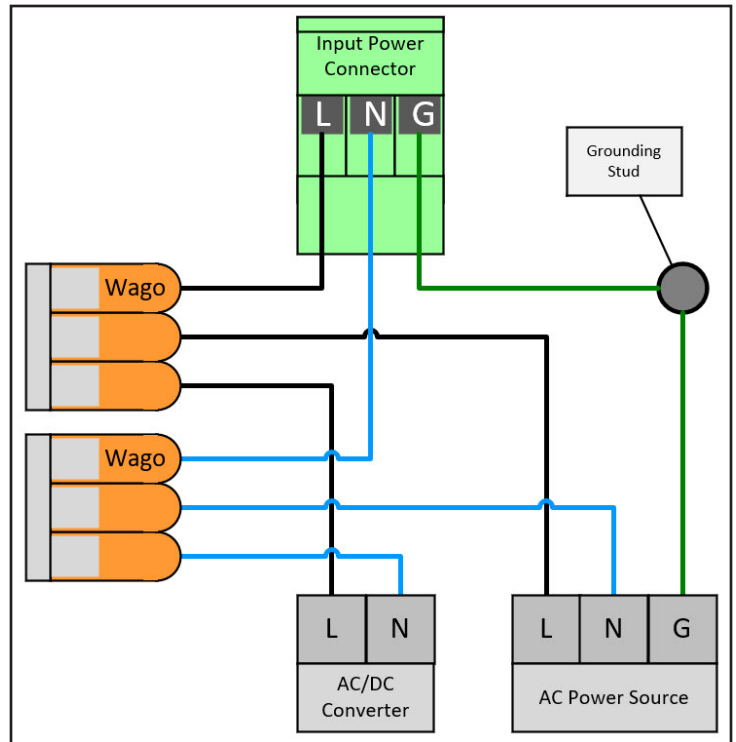 Input Power
Connector
L N G
Grounding
Stud
Wago
Wago
L N
AC/DC
Converter
L N G
AC Power Source